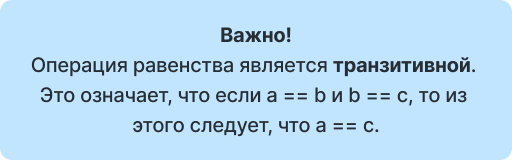 Важно!
Операция равенства является транзитивной.
Это означает, что если a == b и b == c, то из
этого следует, что a == c.